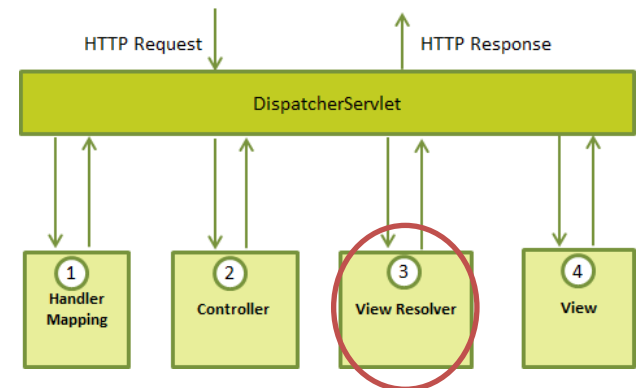 HTTP Request
HTTP Response
DispatcherServlet
1
Handler
Mapping
2
Controller
3
View Resolver
4
View